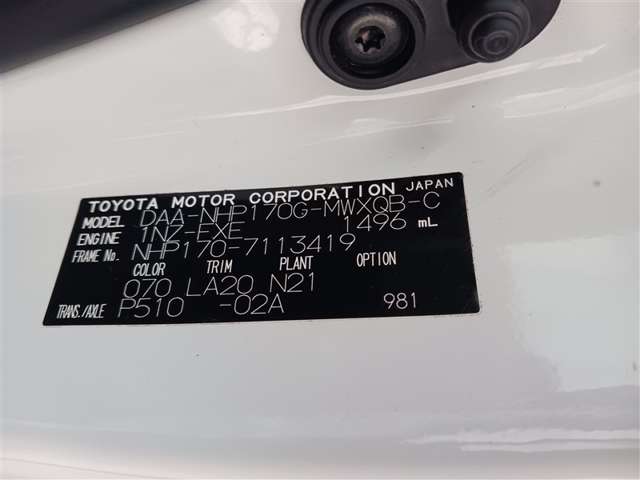 TOYOTA MOTOR CORPORATION JAPAN
MODEL DAA-NHP170G-MWXQB-C
ENGINE 1NZ-FXE 1496 mL
FRAME No. NHP170-7113419
COLOR TRIM PLANT OPTION
070 LA20 N21
TRANS./AXLE P510 -02A 981